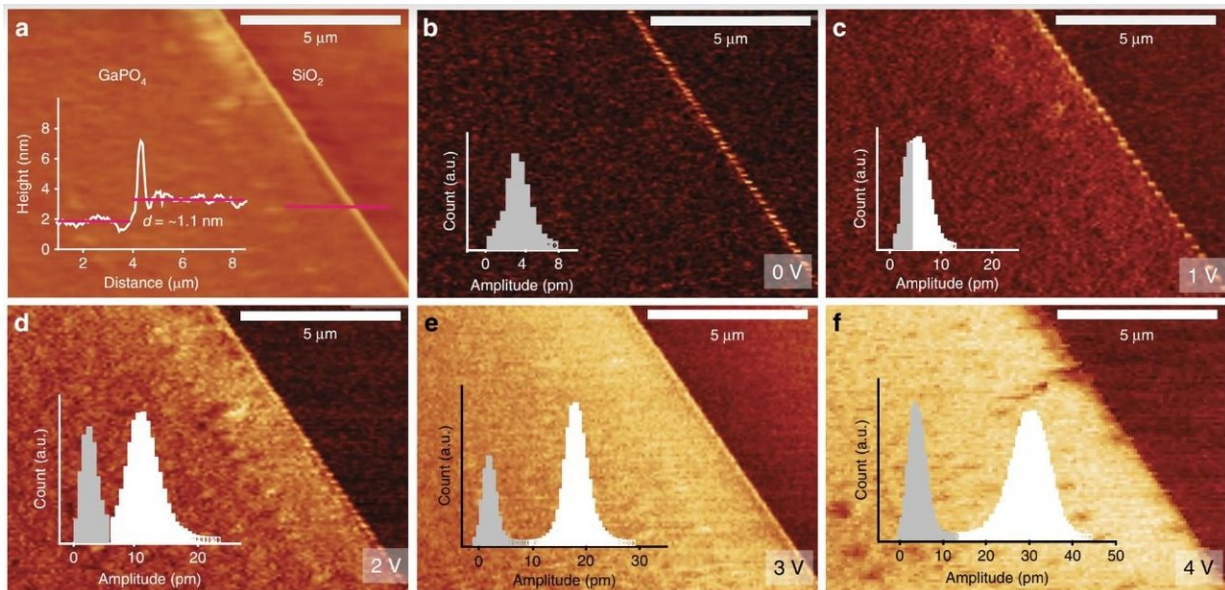 a
5 μm
GaPO₄
SiO₂
Height (nm)
8
6
4
2
0
d = ~1.1 nm
2 4 6 8
Distance (μm)
b
5 μm
Count (a.u.)
0 4 8
Amplitude (pm)
0 V
c
5 μm
Count (a.u.)
0 10 20
Amplitude (pm)
1 V
d
5 μm
Count (a.u.)
0 10 20
Amplitude (pm)
2 V
e
5 μm
Count (a.u.)
0 10 20 30
Amplitude (pm)
3 V
f
5 μm
Count (a.u.)
0 10 20 30 40 50
Amplitude (pm)
4 V